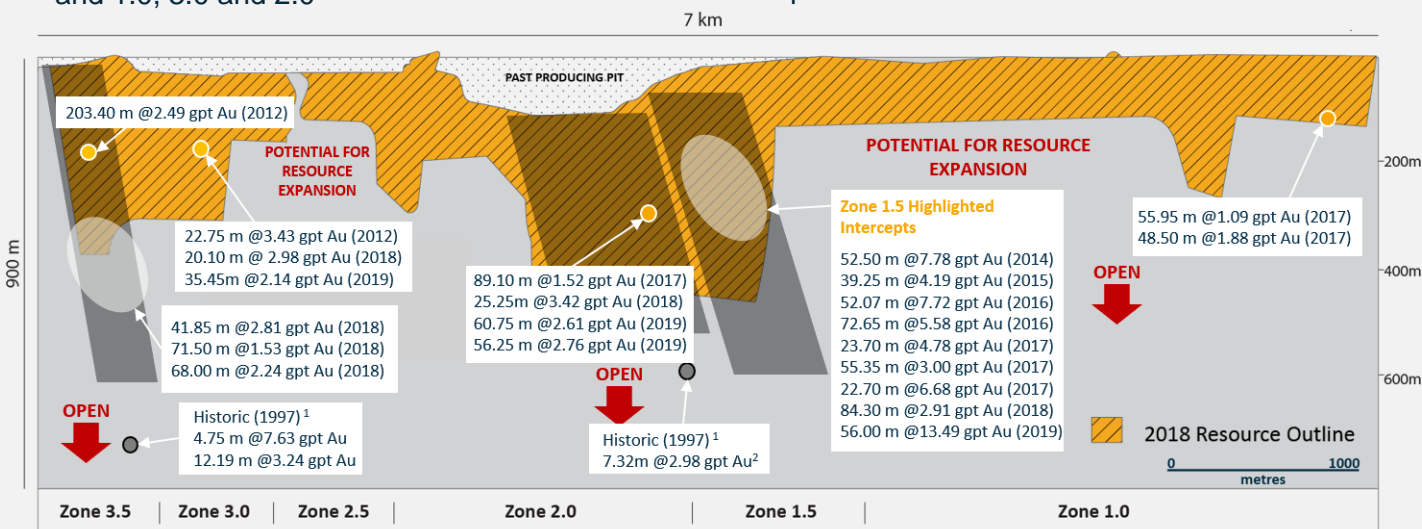 7 km
PAST PRODUCING PIT
203.40 m @2.49 gpt Au (2012)
POTENTIAL FOR
RESOURCE
EXPANSION
POTENTIAL FOR RESOURCE
EXPANSION
200m
400m
600m
900 m
22.75 m @3.43 gpt Au (2012)
20.10 m @ 2.98 gpt Au (2018)
35.45m @2.14 gpt Au (2019)
41.85 m @2.81 gpt Au (2018)
71.50 m @1.53 gpt Au (2018)
68.00 m @2.24 gpt Au (2018)
89.10 m @1.52 gpt Au (2017)
25.25m @3.42 gpt Au (2018)
60.75 m @2.61 gpt Au (2019)
56.25 m @2.76 gpt Au (2019)
Zone 1.5 Highlighted
Intercepts
52.50 m @7.78 gpt Au (2014)
39.25 m @4.19 gpt Au (2015)
52.07 m @7.72 gpt Au (2016)
72.65 m @5.58 gpt Au (2016)
23.70 m @4.78 gpt Au (2017)
55.35 m @3.00 gpt Au (2017)
22.70 m @6.68 gpt Au (2017)
84.30 m @2.91 gpt Au (2018)
56.00 m @13.49 gpt Au (2019)
55.95 m @1.09 gpt Au (2017)
48.50 m @1.88 gpt Au (2017)
OPEN
OPEN
OPEN
Historic (1997) 1
4.75 m @7.63 gpt Au
12.19 m @3.24 gpt Au
Historic (1997) 1
7.32m @2.98 gpt Au2
2018 Resource Outline
0 1000
metres
Zone 3.5 | Zone 3.0 | Zone 2.5 | Zone 2.0 | Zone 1.5 | Zone 1.0